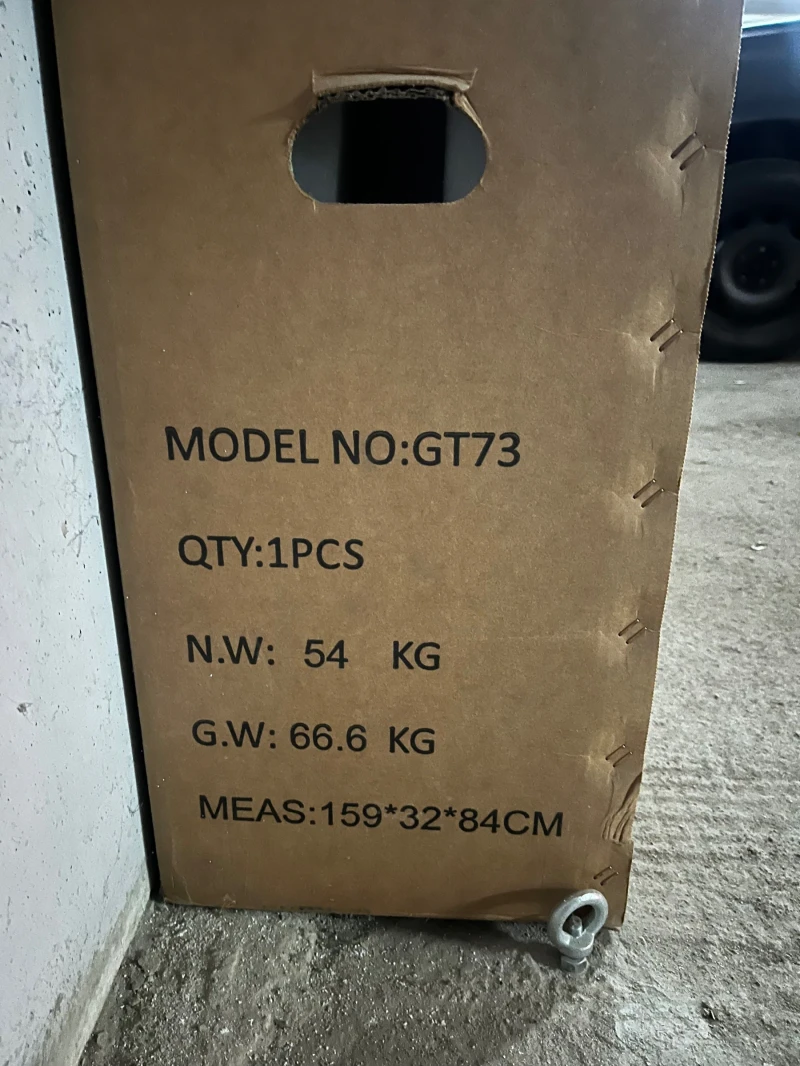 MODEL NO:GT73
QTY:1PCS
N.W: 54 KG
G.W: 66.6 KG
MEAS:159*32*84CM